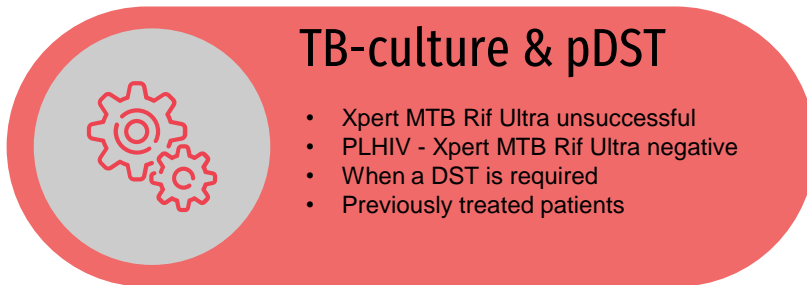 TB-culture & pDST
• Xpert MTB Rif Ultra unsuccessful
• PLHIV - Xpert MTB Rif Ultra negative
• When a DST is required
• Previously treated patients